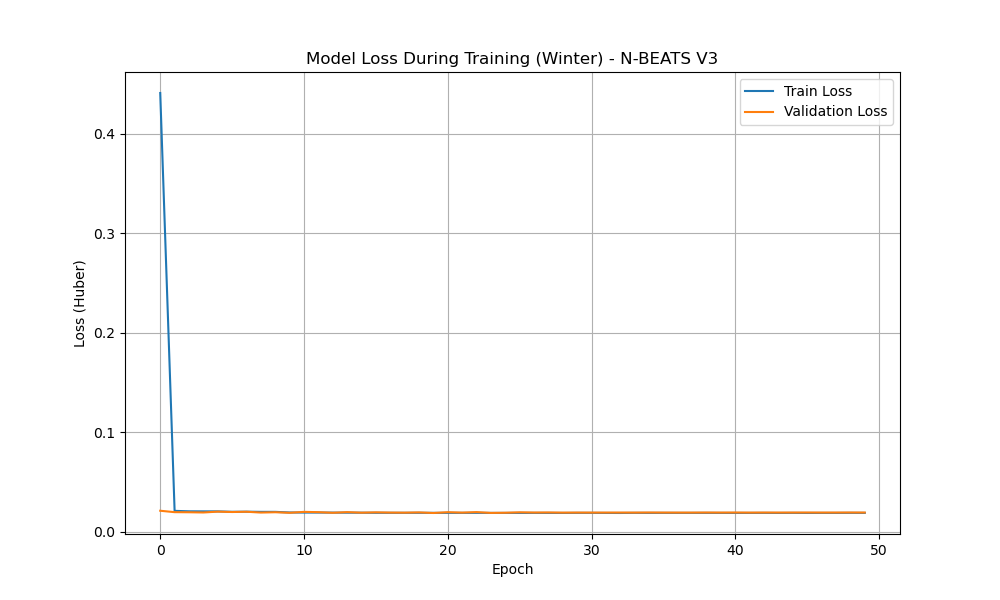 Model Loss During Training (Winter) - N-BEATS V3
Train Loss
Validation Loss
0.4
0.3
0.2
0.1
0.0
Loss (Huber)
0 10 20 30 40 50
Epoch